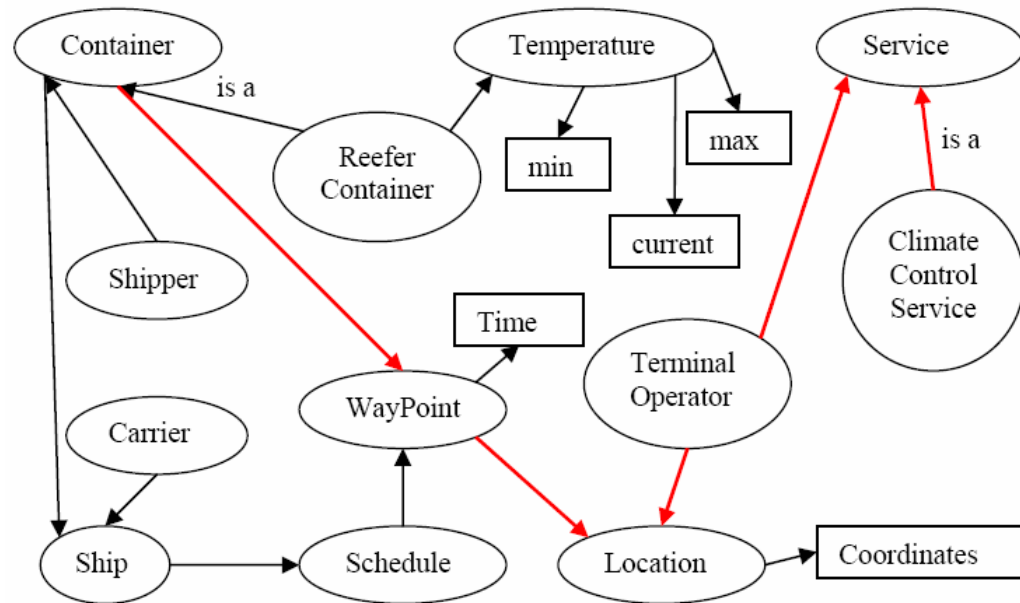 Container
Temperature
Service
is a
Reefer
Container
min
max
is a
current
Climate
Control
Service
Shipper
Time
Terminal
Operator
WayPoint
Carrier
Ship
Schedule
Location
Coordinates